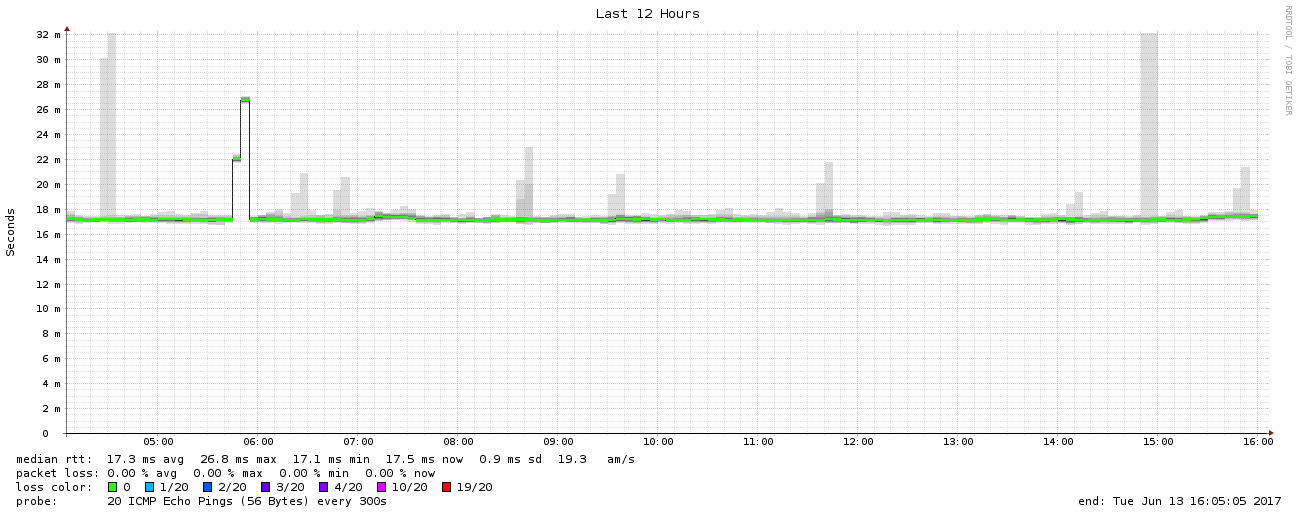 Last 12 Hours
RRDTOOL / TOBI OETIKER
Seconds
32 m
30 m
28 m
26 m
24 m
22 m
20 m
18 m
16 m
14 m
12 m
10 m
8 m
6 m
4 m
2 m
0
05:00 06:00 07:00 08:00 09:00 10:00 11:00 12:00 13:00 14:00 15:00 16:00
median rtt: 17.3 ms avg 26.8 ms max 17.1 ms min 17.5 ms now 0.9 ms sd 19.3 am/s
packet loss: 0.00 % avg 0.00 % max 0.00 % min 0.00 % now
loss color: 0 1/20 2/20 3/20 4/20 10/20 19/20
probe: 20 ICMP Echo Pings (56 Bytes) every 300s end: Tue Jun 13 16:05:05 2017